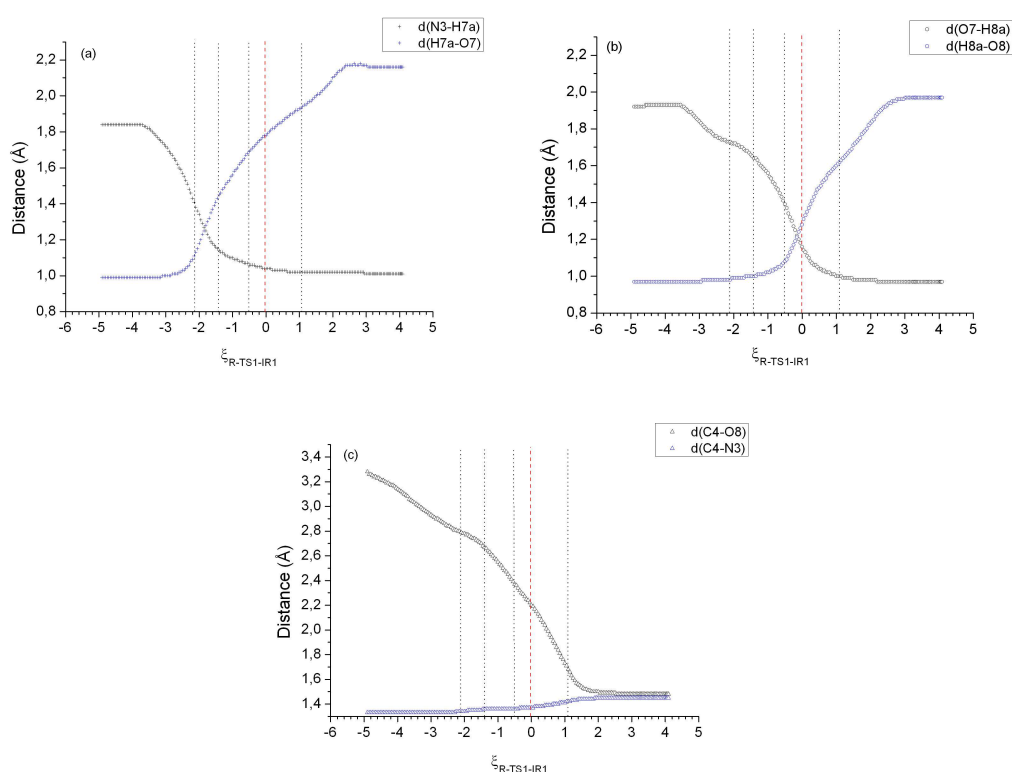 (a)
d(N3-H7a)
d(H7a-O7)
2,2
2,0
1,8
1,6
1,4
1,2
1,0
0,8
Distance (Å)
-6 -5 -4 -3 -2 -1 0 1 2 3 4 5
ξR-TS1-IR1
(b)
d(O7-H8a)
d(H8a-O8)
2,2
2,0
1,8
1,6
1,4
1,2
1,0
0,8
Distance (Å)
-6 -5 -4 -3 -2 -1 0 1 2 3 4 5
ξR-TS1-IR1
(c)
d(C4-O8)
d(C4-N3)
3,4
3,2
3,0
2,8
2,6
2,4
2,2
2,0
1,8
1,6
1,4
Distance (Å)
-6 -5 -4 -3 -2 -1 0 1 2 3 4 5
ξR-TS1-IR1